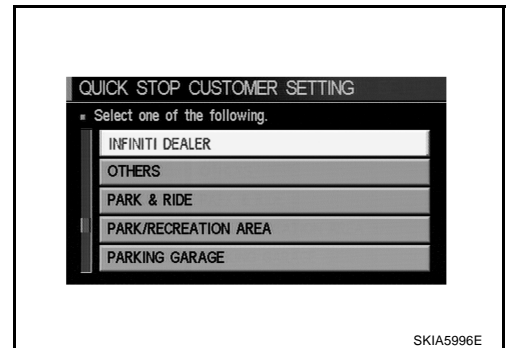 QUICK STOP CUSTOMER SETTING
Select one of the following.
INFINITI DEALER
OTHERS
PARK & RIDE
PARK/RECREATION AREA
PARKING GARAGE
SKIA5996E